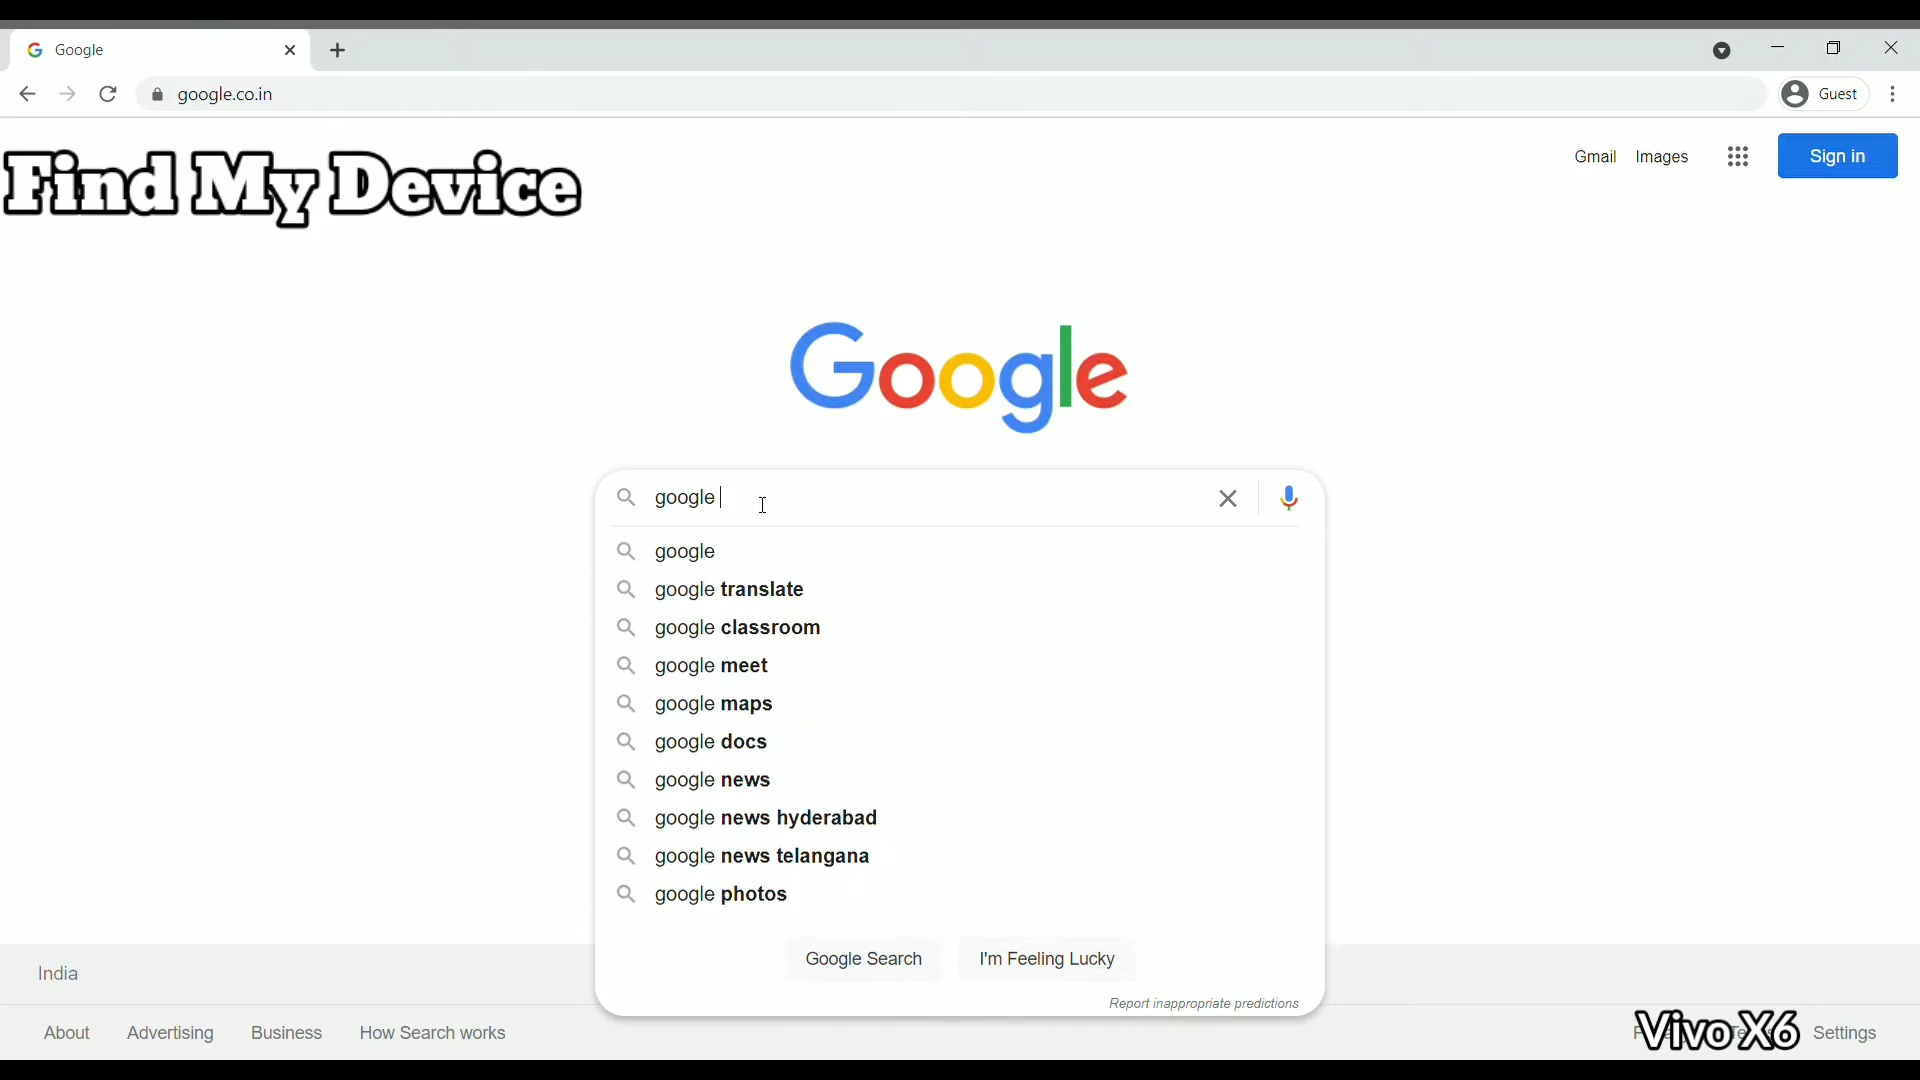 Google
google.co.in
Guest
Find My Device
Gmail Images
Sign in
Google
google
google
google translate
google classroom
google meet
google maps
google docs
google news
google news hyderabad
google news telangana
google photos
Google Search I'm Feeling Lucky
Report inappropriate predictions
India
About Advertising Business How Search works
Vivo X6
Settings